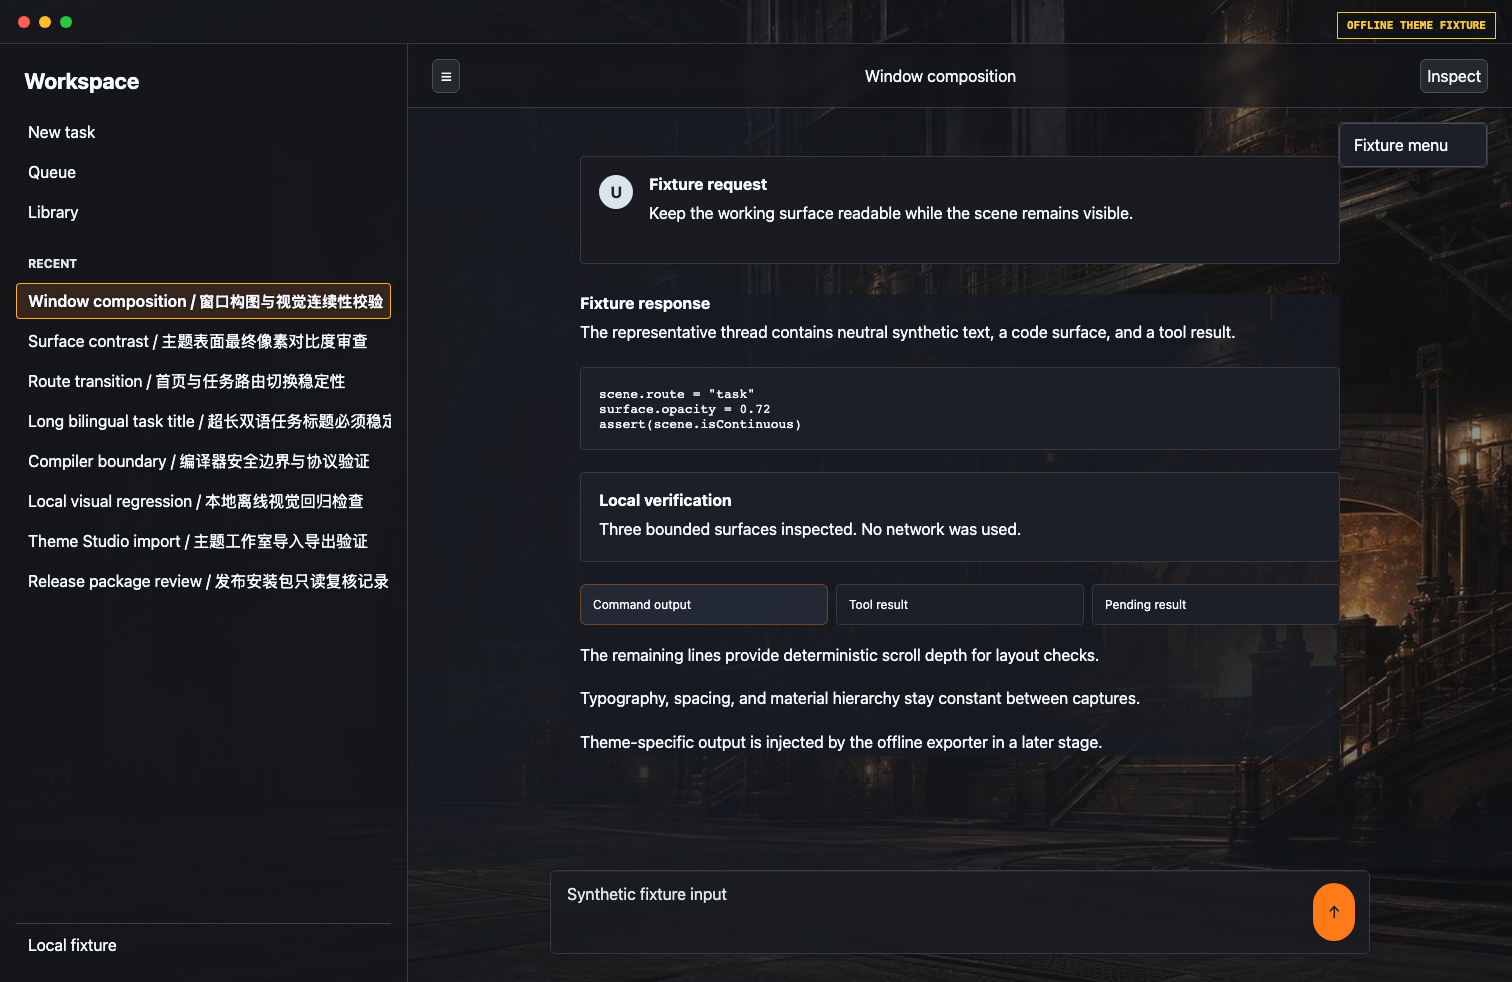 OFFLINE THEME FIXTURE
Workspace
New task
Queue
Library
RECENT
Window composition / 窗口构图与视觉连续性校验
Surface contrast / 主题表面最终像素对比度审查
Route transition / 首页与任务路由切换稳定性
Long bilingual task title / 超长双语任务标题必须稳定
Compiler boundary / 编译器安全边界与协议验证
Local visual regression / 本地离线视觉回归检查
Theme Studio import / 主题工作室导入导出验证
Release package review / 发布安装包只读复核记录
Local fixture
Window composition
Inspect
Fixture menu
U
Fixture request
Keep the working surface readable while the scene remains visible.
Fixture response
The representative thread contains neutral synthetic text, a code surface, and a tool result.
scene.route = "task"
surface.opacity = 0.72
assert(scene.isContinuous)
Local verification
Three bounded surfaces inspected. No network was used.
Command output
Tool result
Pending result
The remaining lines provide deterministic scroll depth for layout checks.
Typography, spacing, and material hierarchy stay constant between captures.
Theme-specific output is injected by the offline exporter in a later stage.
Synthetic fixture input